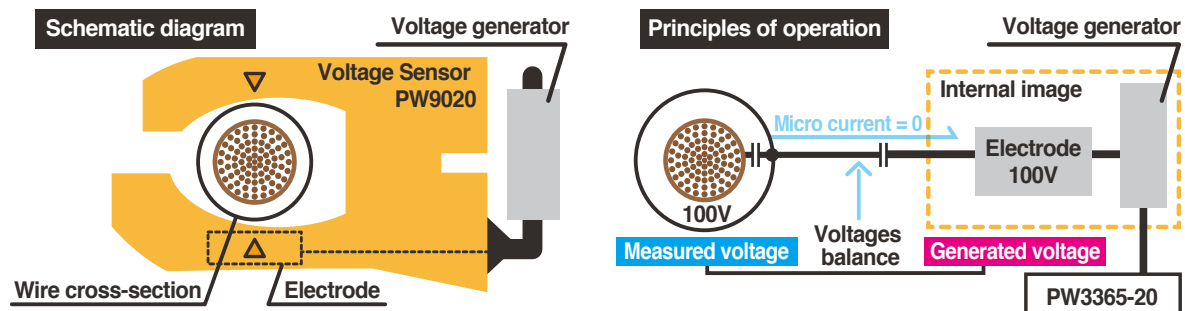 Schematic diagram
Voltage generator
Voltage Sensor
PW9020
Wire cross-section
Electrode
Principles of operation
Voltage generator
Internal image
Micro current = 0
Electrode
100V
100V
Measured voltage
Voltages
balance
Generated voltage
PW3365-20